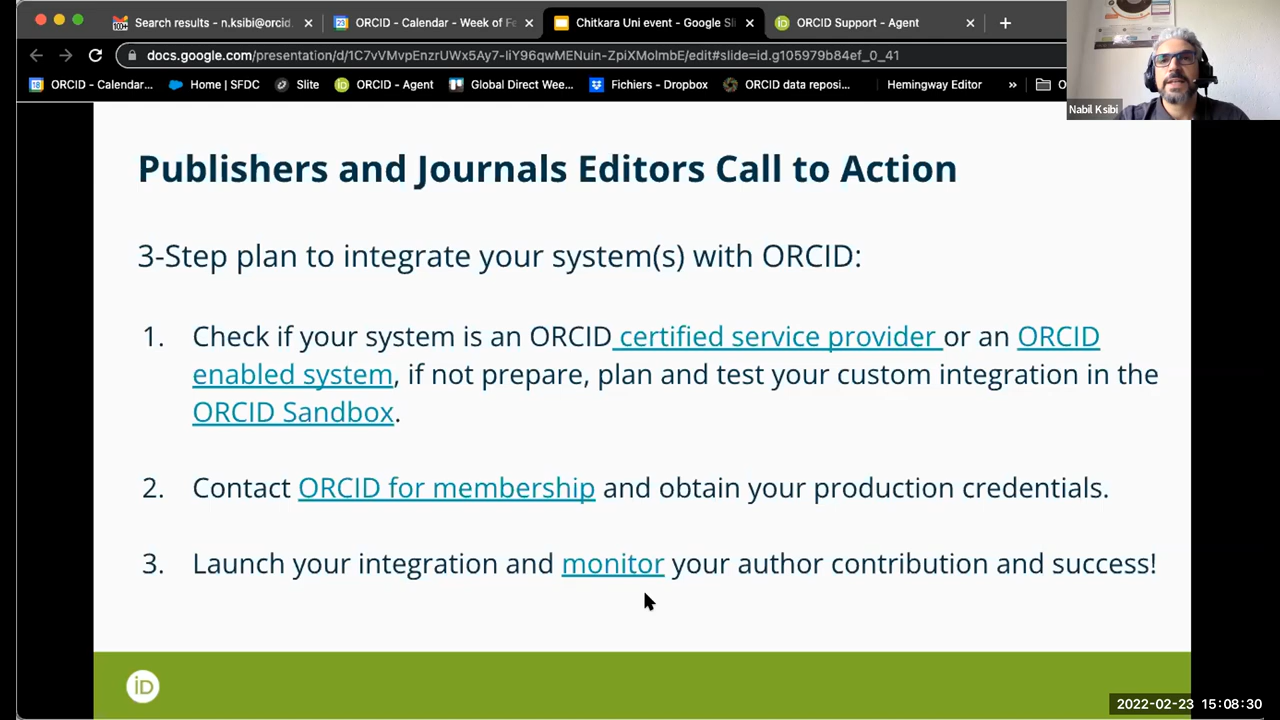 Search results - n.ksibi@orcid.
ORCID - Calendar - Week of Fe
Chitkara Uni event - Google Sli
ORCID Support - Agent
docs.google.com/presentation/d/1C7vVMvpEnzrUWx5Ay7-IiY96qwMENuin-ZpiXMolmbE/edit#slide=id.g105979b84ef_0_41
ORCID - Calendar...
Home | SFDC
Slite
ORCID - Agent
Global Direct Wee...
Fichiers - Dropbox
ORCID data reposi...
Hemingway Editor
»
Nabil Ksibi
Publishers and Journals Editors Call to Action
3-Step plan to integrate your system(s) with ORCID:
1. Check if your system is an ORCID certified service provider or an ORCID
enabled system, if not prepare, plan and test your custom integration in the
ORCID Sandbox.
2. Contact ORCID for membership and obtain your production credentials.
3. Launch your integration and monitor your author contribution and success!
iD
2022-02-23 15:08:30